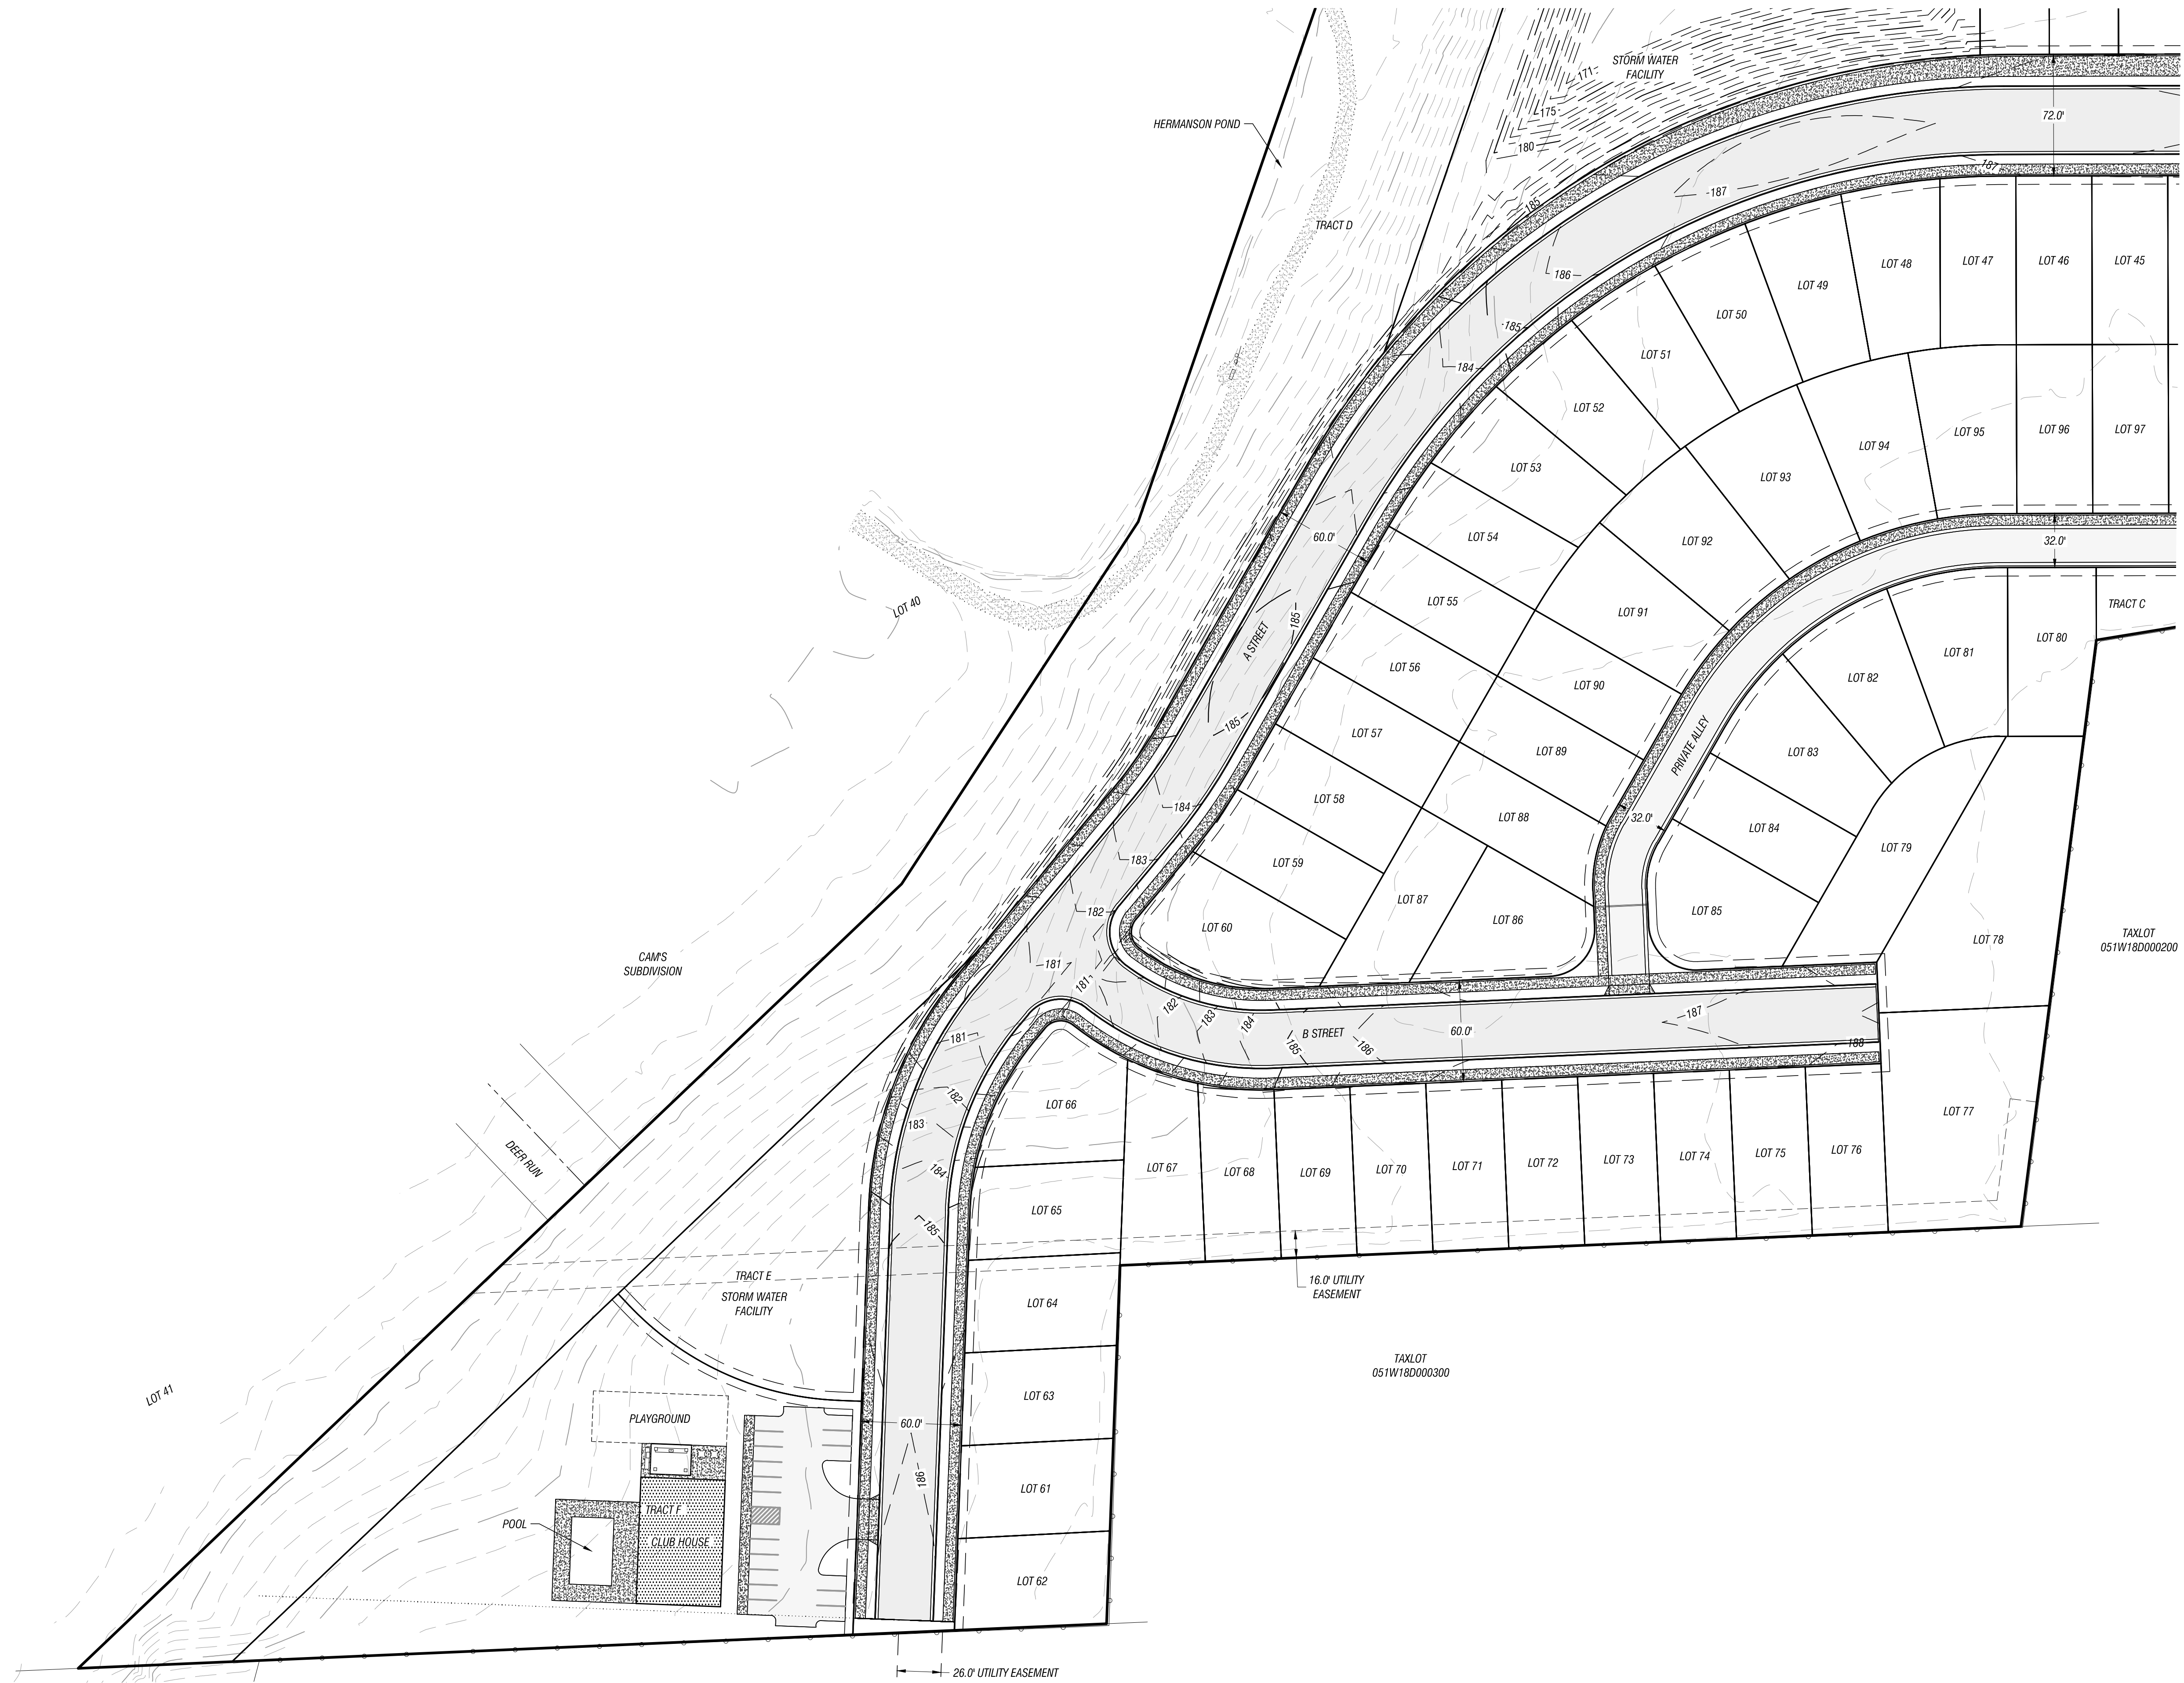 STORM WATER
FACILITY
171
175
180
72.0'
HERMANSON POND
187
187
185
TRACT D
186
LOT 48
LOT 47
LOT 46
LOT 45
LOT 49
LOT 50
185
LOT 51
184
LOT 52
LOT 53
LOT 94
LOT 95
LOT 96
LOT 97
LOT 93
60.0'
LOT 54
LOT 92
32.0'
LOT 40
LOT 55
LOT 91
TRACT C
185
A STREET
LOT 80
LOT 81
LOT 56
LOT 90
LOT 82
185
LOT 57
LOT 89
PRIVATE ALLEY
LOT 83
184
LOT 58
LOT 88
32.0'
LOT 84
183
LOT 59
LOT 79
182
LOT 87
LOT 60
LOT 86
LOT 85
LOT 78
TAXLOT
051W18D000200
CAM'S
SUBDIVISION
181
181
182
183
184
187
181
B STREET
60.0'
185
186
188
182
LOT 66
LOT 77
183
DEER RUN
184
LOT 67
LOT 68
LOT 69
LOT 70
LOT 71
LOT 72
LOT 73
LOT 74
LOT 75
LOT 76
LOT 65
185
TRACT E
STORM WATER
FACILITY
16.0' UTILITY
EASEMENT
LOT 64
TAXLOT
051W18D000300
LOT 41
LOT 63
PLAYGROUND
60.0'
186
LOT 61
TRACT F
POOL
CLUB HOUSE
LOT 62
26.0' UTILITY EASEMENT